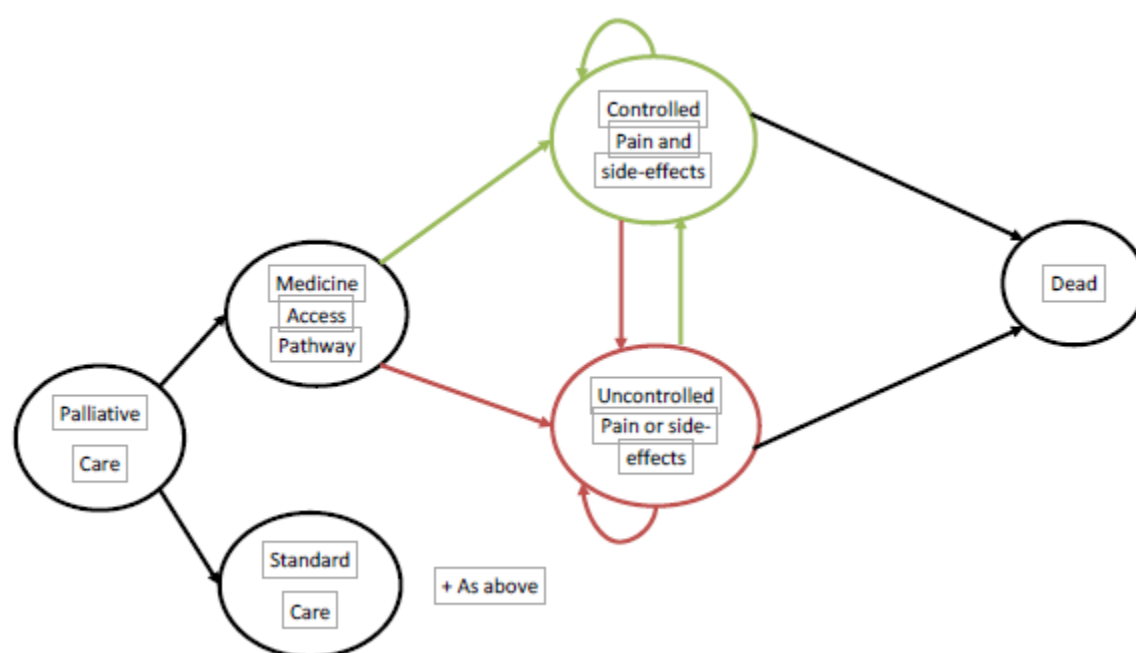 Controlled
Pain and
side-effects
Medicine
Access
Pathway
Dead
Uncontrolled
Pain or side-
effects
Palliative
Care
Standard
Care
+ As above